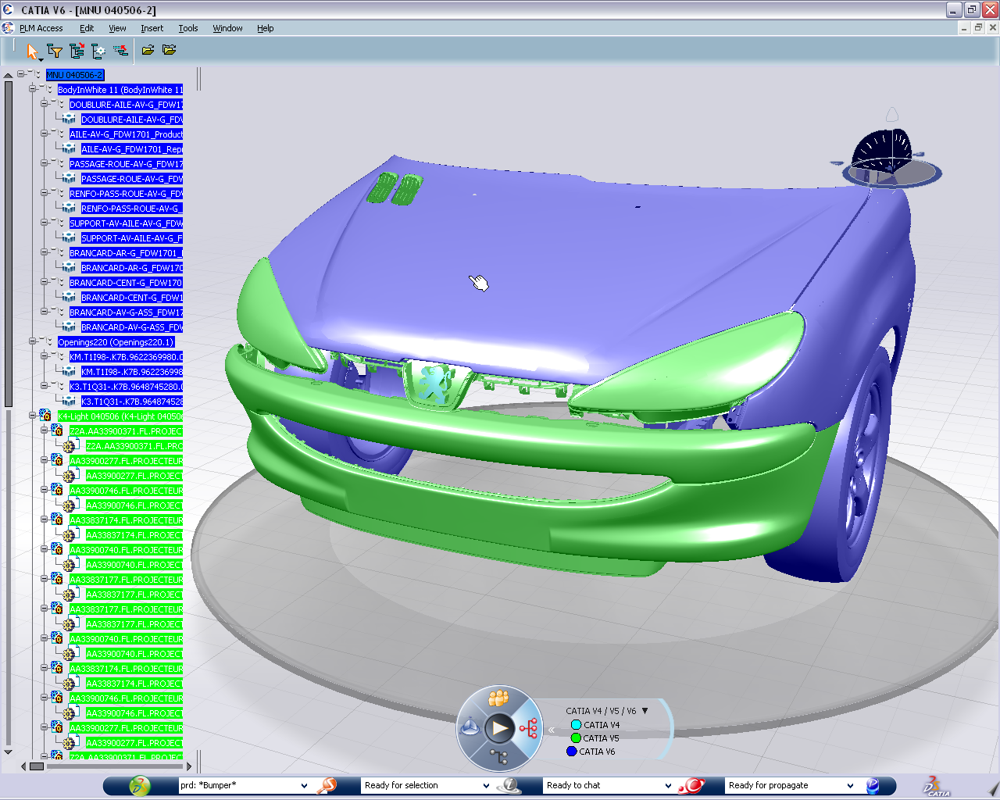 CATIA V6 - [MNU 040506-2]
PLM Access Edit View Insert Tools Window Help
MNU 040506-2
BodyInWhite 11 (BodyInWhite 11
DOUBLURE-AILE-AV-G_FDW17
DOUBLURE-AILE-AV-G_FDW
AILE-AV-G_FDW1701_Product
AILE-AV-G_FDW1701_Repr
PASSAGE-ROUE-AV-G_FDW17
PASSAGE-ROUE-AV-G_FDW
RENFO-PASS-ROUE-AV-G_FDW
RENFO-PASS-ROUE-AV-G_
SUPPORT-AV-AILE-AV-G_FDW
SUPPORT-AV-AILE-AV-G_F
BRANCARD-AR-G_FDW1701_
BRANCARD-AR-G_FDW170
BRANCARD-CENT-G_FDW170
BRANCARD-CENT-G_FDW1
BRANCARD-AV-G-ASS_FDW17
BRANCARD-AV-G-ASS_FDW
Openings220 (Openings220.1)
KM.T1I98-.K7B.9622369980.0
KM.T1I98-.K7B.962236998
K3.T1Q31-.K7B.9648745280.0
K3.T1Q31-.K7B.964874528
K4-Light 040506 (K4-Light 040506
Z2A.AA33900371.FL.PROJEC
Z2A.AA33900371.FL.PRO
AA33900277.FL.PROJECTEUR
AA33900277.FL.PROJECT
AA33900746.FL.PROJECTEUR
AA33900746.FL.PROJECT
AA33837174.FL.PROJECTEUR
AA33837174.FL.PROJECT
AA33900740.FL.PROJECTEUR
AA33900740.FL.PROJECT
AA33837177.FL.PROJECTEUR
AA33837177.FL.PROJECT
AA33837177.FL.PROJECTEUR
AA33837177.FL.PROJECT
AA33900740.FL.PROJECTEUR
AA33900740.FL.PROJECT
AA33837174.FL.PROJECTEUR
AA33837174.FL.PROJECT
AA33900746.FL.PROJECTEUR
AA33900746.FL.PROJECT
AA33900277.FL.PROJECTEUR
AA33900277.FL.PROJECT
Z2A.AA33900371.FL.PROJEC
CATIA V4 / V5 / V6
CATIA V4
CATIA V5
CATIA V6
prd: *Bumper* Ready for selection Ready to chat Ready for propagate
CATIA